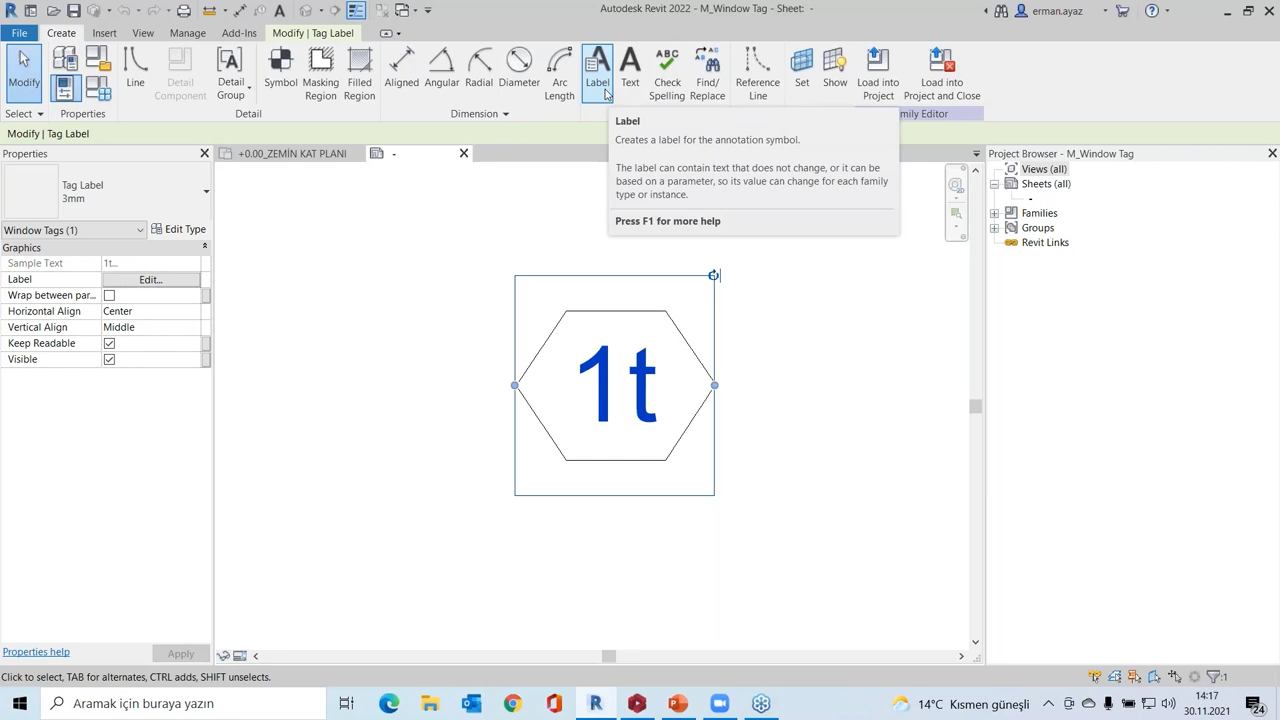 Autodesk Revit 2022 - M_Window Tag - Sheet: -
erman.ayaz
File Create Insert View Manage Add-Ins Modify | Tag Label
Modify
Line
Detail Component
Detail Group
Symbol
Masking Region
Filled Region
Aligned
Angular
Radial
Diameter
Arc Length
Label
Text
Check Spelling
Find/ Replace
Reference Line
Set
Show
Load into Project
Load into Project and Close
Select
Properties
Detail
Dimension
mily Editor
Modify | Tag Label
Label
Creates a label for the annotation symbol.
The label can contain text that does not change, or it can be
based on a parameter, so its value can change for each family
type or instance.
Press F1 for more help
Properties
Tag Label
3mm
Window Tags (1)
Edit Type
Graphics
Sample Text 1t...
Label Edit...
Wrap between par...
Horizontal Align Center
Vertical Align Middle
Keep Readable
Visible
Properties help
Apply
+0.00_ZEMİN KAT PLANI
-
1t
Project Browser - M_Window Tag
Views (all)
Sheets (all)
-
Families
Groups
Revit Links
Click to select, TAB for alternates, CTRL adds, SHIFT unselects.
:1
Aramak için buraya yazın
14°C Kısmen güneşli
14:17
30.11.2021
24